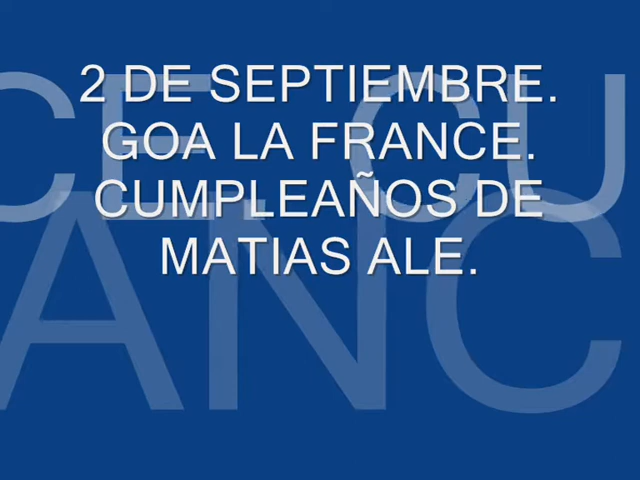 2 DE SEPTIEMBRE.
GOA LA FRANCE.
CUMPLEAÑOS DE
MATIAS ALE.